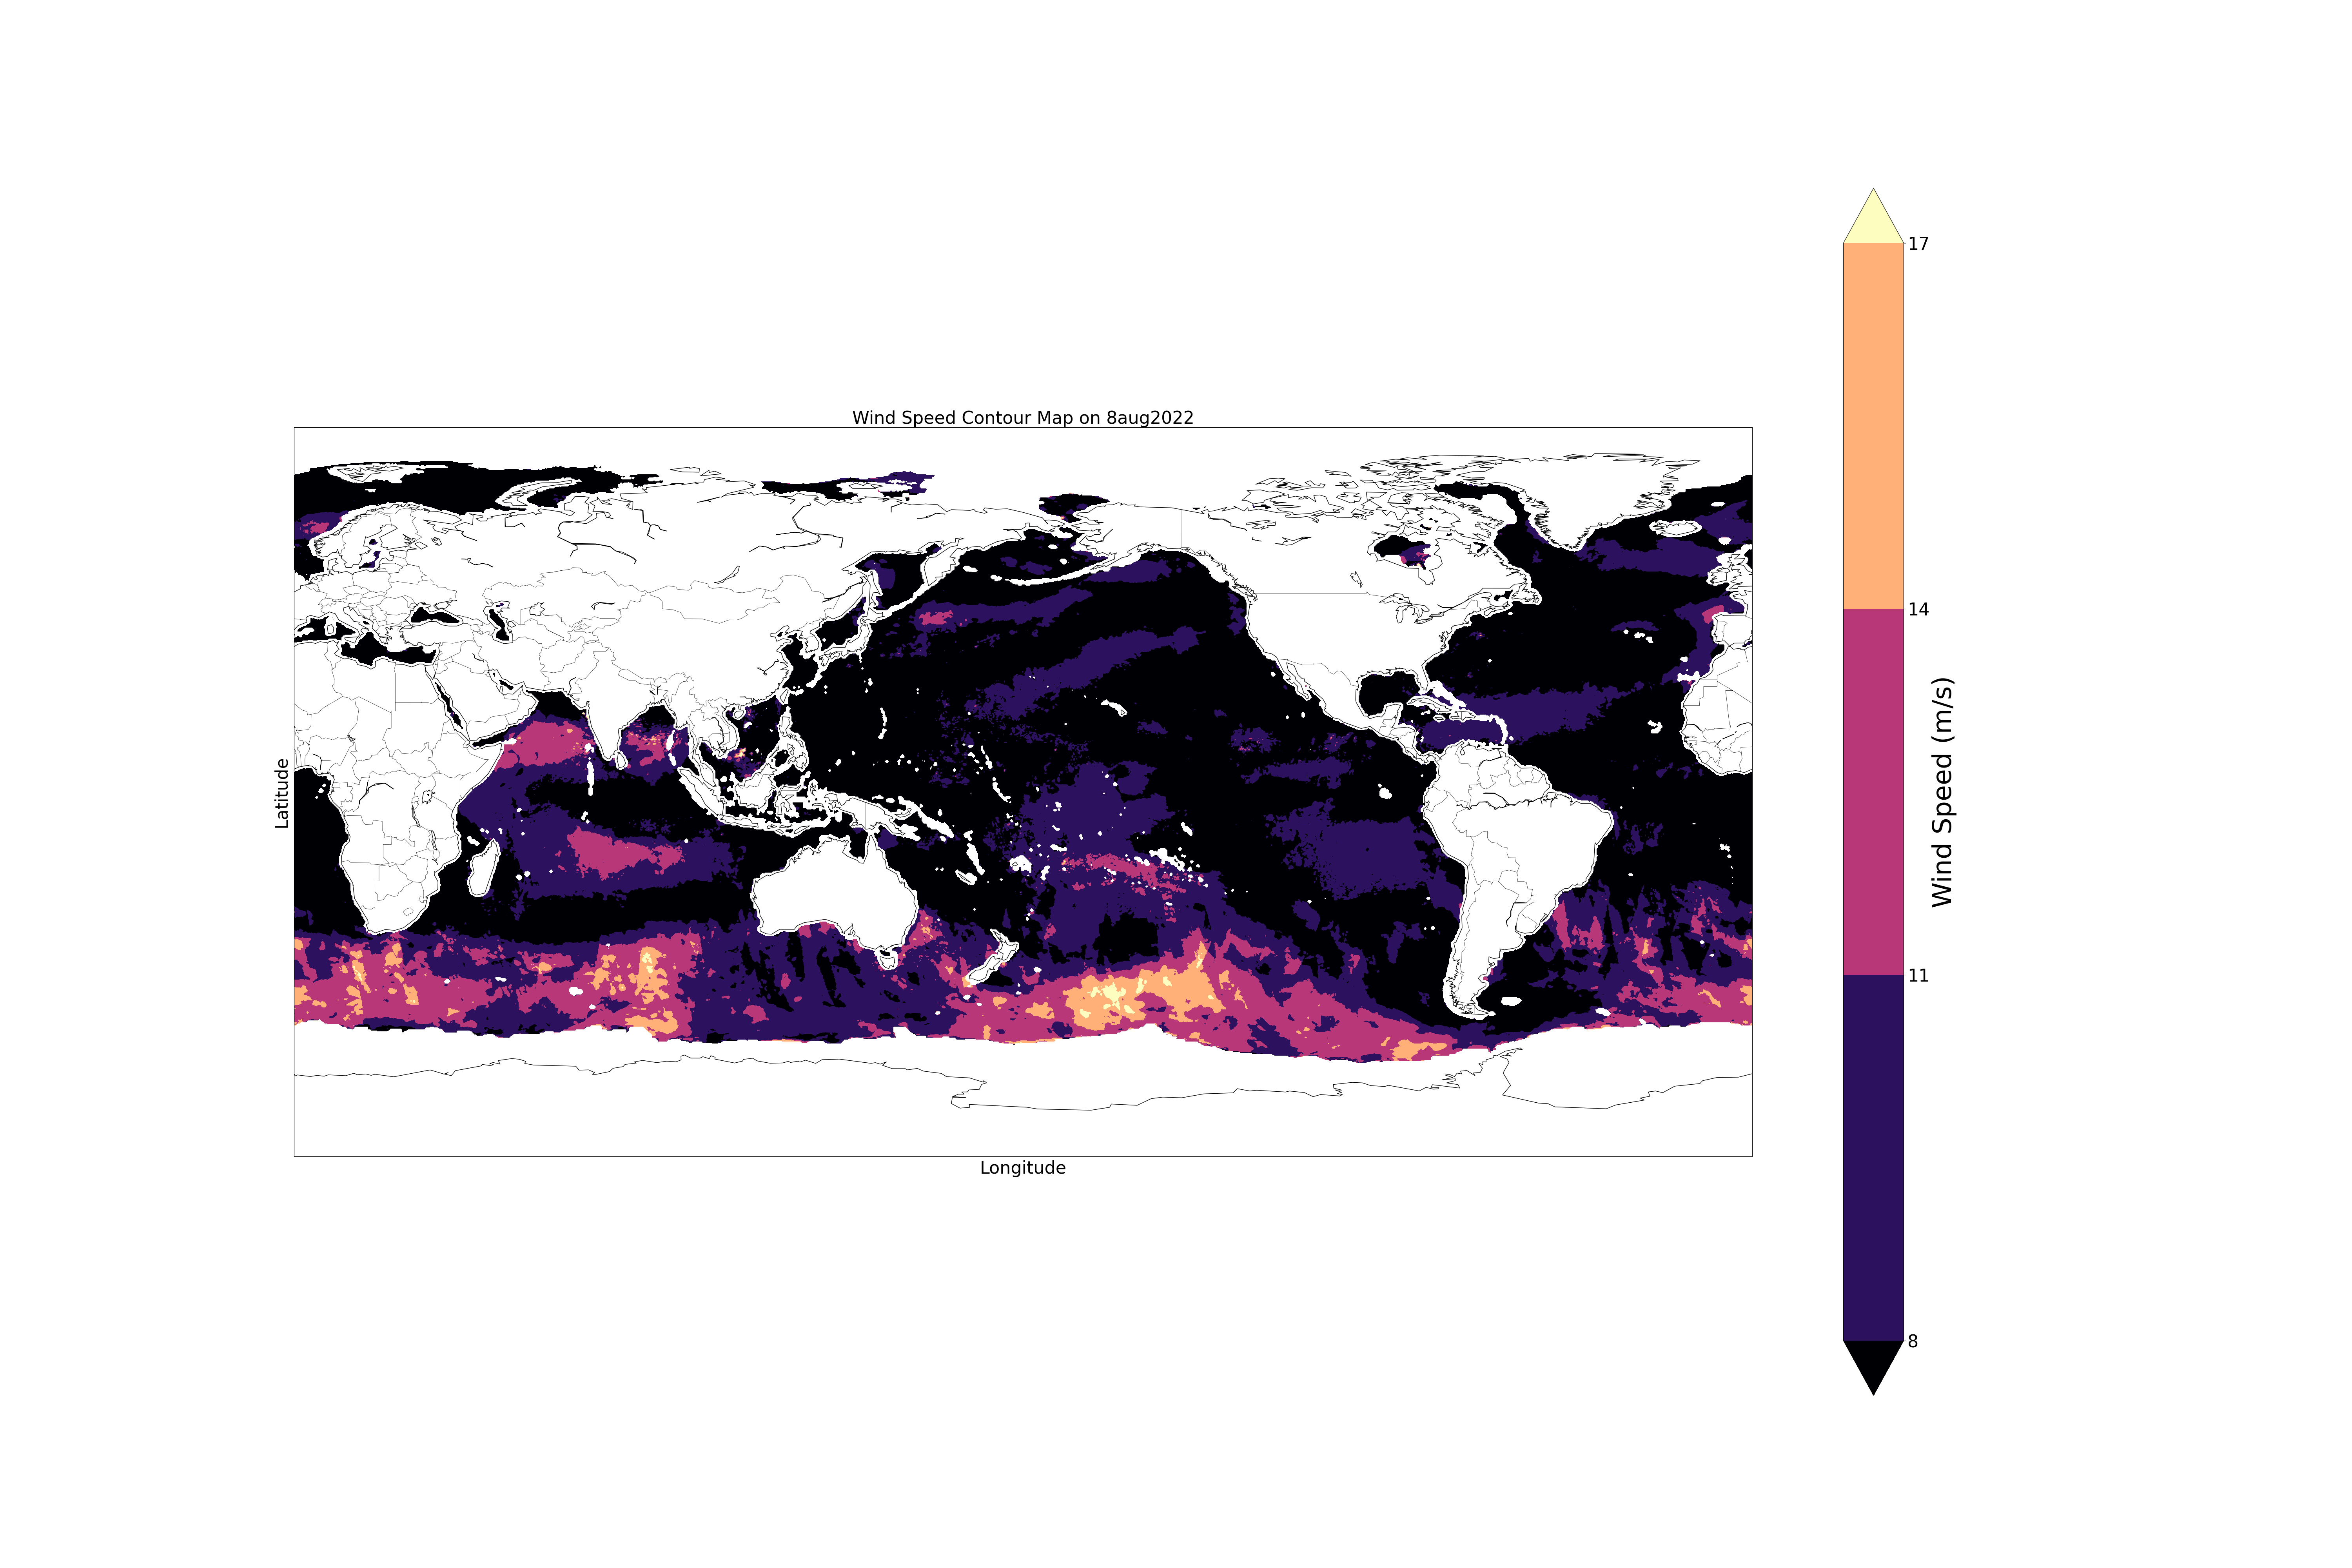 Wind Speed Contour Map on 8aug2022
Latitude
Longitude
17
14
11
8
Wind Speed (m/s)